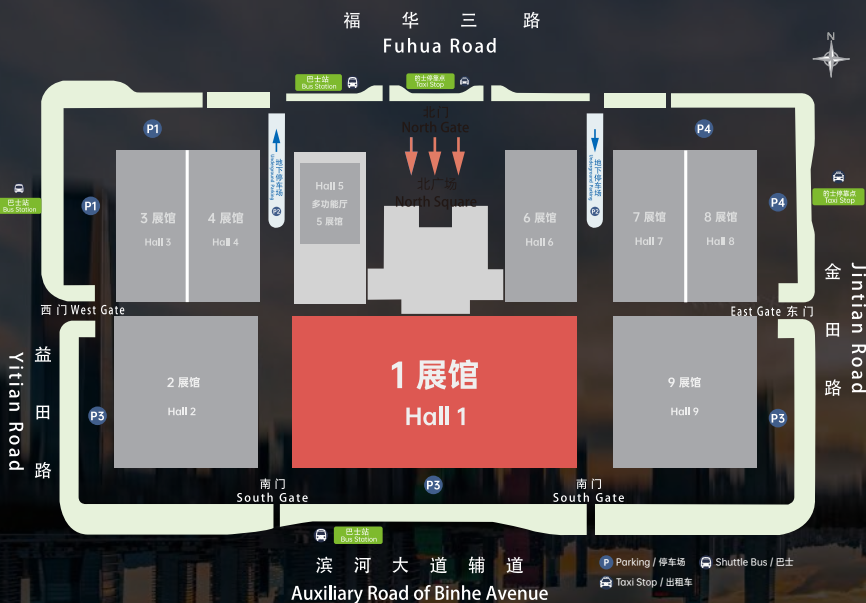 福华三路
Fuhua Road
N
巴士站
Bus Station
的士停靠点
Taxi Stop
北门
North Gate
P1
P4
地下停车场
Underground Parking
P2
地下停车场
Underground Parking
P2
北广场
North Square
Hall 5
多功能厅
5 展馆
巴士站
Bus Station
P1
3 展馆
Hall 3
4 展馆
Hall 4
6 展馆
Hall 6
7 展馆
Hall 7
8 展馆
Hall 8
P4
的士停靠点
Taxi Stop
西门 West Gate
East Gate 东门
益田路
Yitian Road
金田路
Jintian Road
2 展馆
Hall 2
1 展馆
Hall 1
9 展馆
Hall 9
P3
P3
P3
南门
South Gate
南门
South Gate
巴士站
Bus Station
滨河大道辅道
Auxiliary Road of Binhe Avenue
P Parking / 停车场
Shuttle Bus / 巴士
Taxi Stop / 出租车